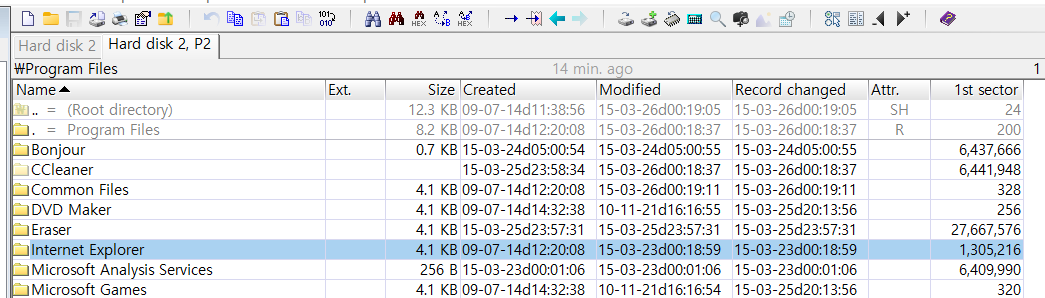 101 010 HEX A B HEX
Hard disk 2 Hard disk 2, P2
₩Program Files 14 min. ago 1
Name Ext. Size Created Modified Record changed Attr. 1st sector
.. = (Root directory) 12.3 KB 09-07-14d11:38:56 15-03-26d00:19:05 15-03-26d00:19:05 SH 24
. = Program Files 8.2 KB 09-07-14d12:20:08 15-03-26d00:18:37 15-03-26d00:18:37 R 200
Bonjour 0.7 KB 15-03-24d05:00:54 15-03-24d05:00:55 15-03-24d05:00:55 6,437,666
CCleaner 15-03-25d23:58:34 15-03-26d00:18:37 15-03-26d00:18:37 6,441,948
Common Files 4.1 KB 09-07-14d12:20:08 15-03-26d00:19:11 15-03-26d00:19:11 328
DVD Maker 4.1 KB 09-07-14d14:32:38 10-11-21d16:16:55 15-03-25d20:13:56 256
Eraser 4.1 KB 15-03-25d23:57:31 15-03-25d23:57:31 15-03-25d23:57:31 27,667,576
Internet Explorer 4.1 KB 09-07-14d12:20:08 15-03-23d00:18:59 15-03-23d00:18:59 1,305,216
Microsoft Analysis Services 256 B 15-03-23d00:01:06 15-03-23d00:01:06 15-03-23d00:01:06 6,409,990
Microsoft Games 4.1 KB 09-07-14d14:32:38 10-11-21d16:16:54 15-03-25d20:13:56 320